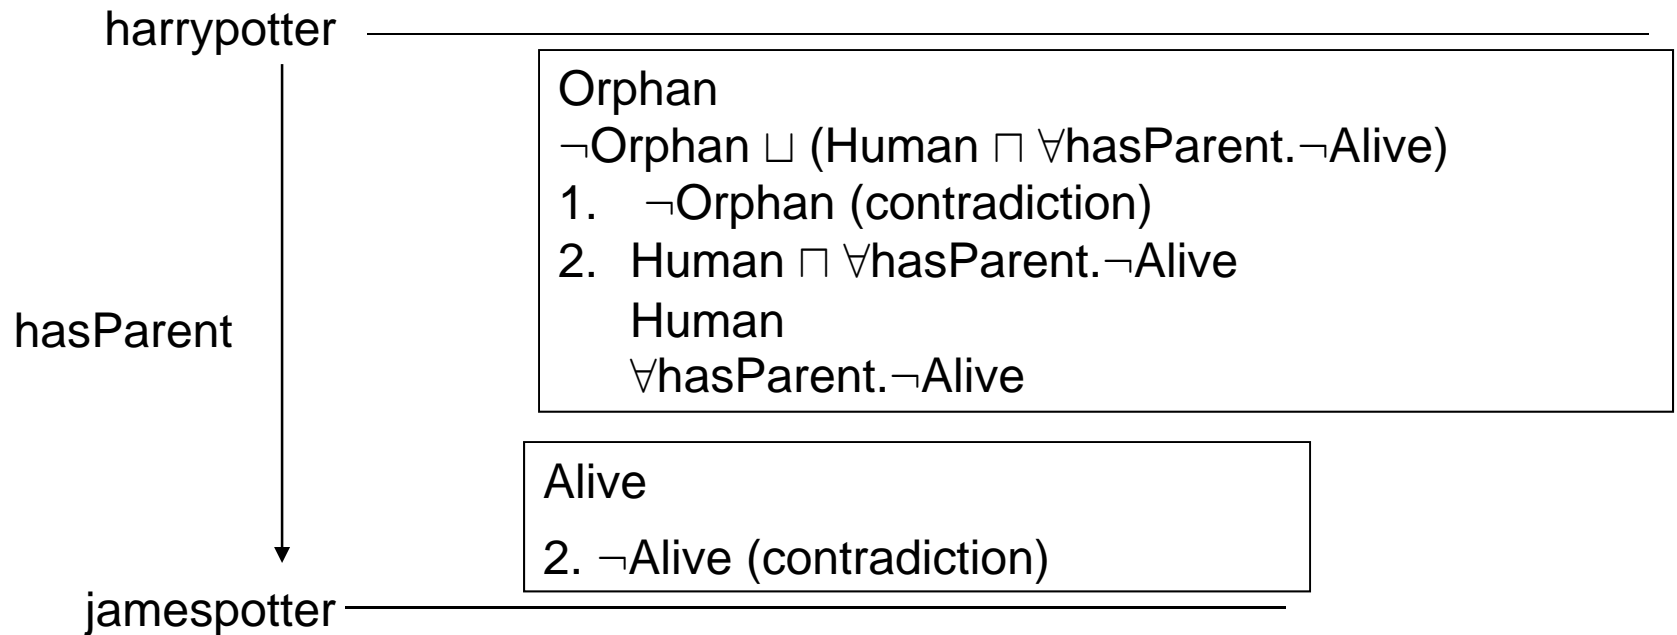 harrypotter
Orphan
¬Orphan ⊔ (Human ⊓ ∀hasParent.¬Alive)
1. ¬Orphan (contradiction)
2. Human ⊓ ∀hasParent.¬Alive
Human
∀hasParent.¬Alive
hasParent
Alive
2. ¬Alive (contradiction)
jamespotter